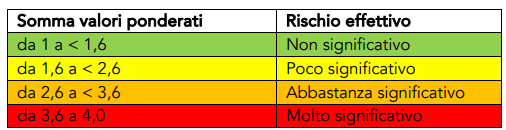 Somma valori ponderati Rischio effettivo
da 1 a < 1,6 Non significativo
da 1,6 a < 2,6 Poco significativo
da 2,6 a < 3,6 Abbastanza significativo
da 3,6 a 4,0 Molto significativo